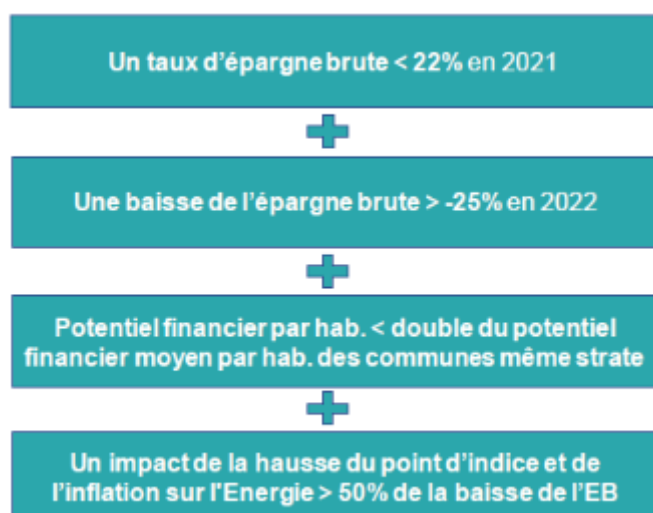 Un taux d'épargne brute < 22% en 2021
Une baisse de l'épargne brute > -25% en 2022
Potentiel financier par hab. < double du potentiel
financier moyen par hab. des communes même strate
Un impact de la hausse du point d'indice et de
l'inflation sur l'Energie > 50% de la baisse de l'EB